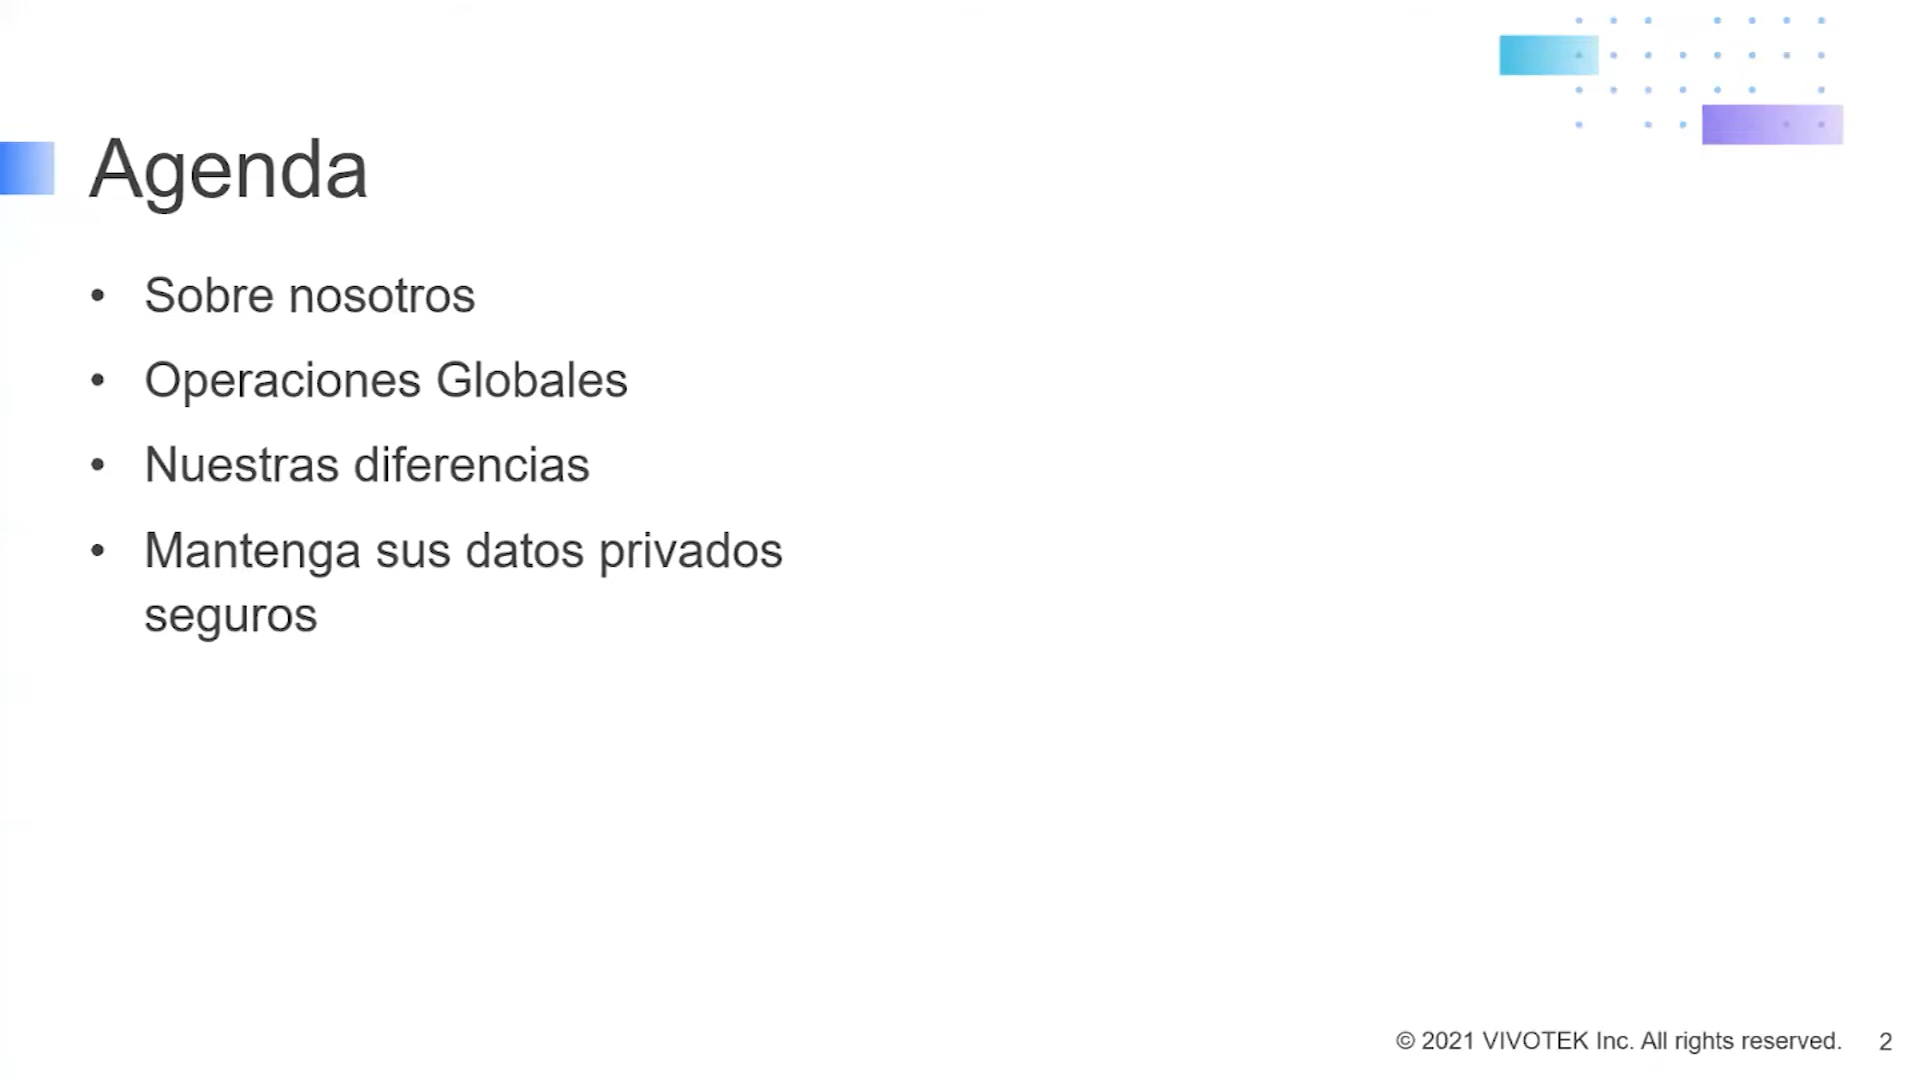 Agenda
• Sobre nosotros
• Operaciones Globales
• Nuestras diferencias
• Mantenga sus datos privados
seguros
© 2021 VIVOTEK Inc. All rights reserved. 2